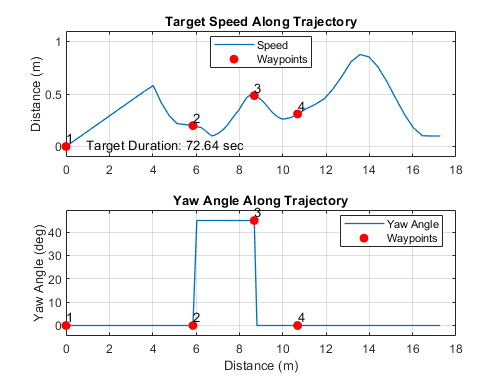 Target Speed Along Trajectory
1
Speed
Waypoints
3
0.5
4
2
1
Target Duration: 72.64 sec
0
0 2 4 6 8 10 12 14 16 18
Distance (m)
Yaw Angle Along Trajectory
3
Yaw Angle
Waypoints
40
30
20
10
1 2 4
0
0 2 4 6 8 10 12 14 16 18
Yaw Angle (deg)
Distance (m)